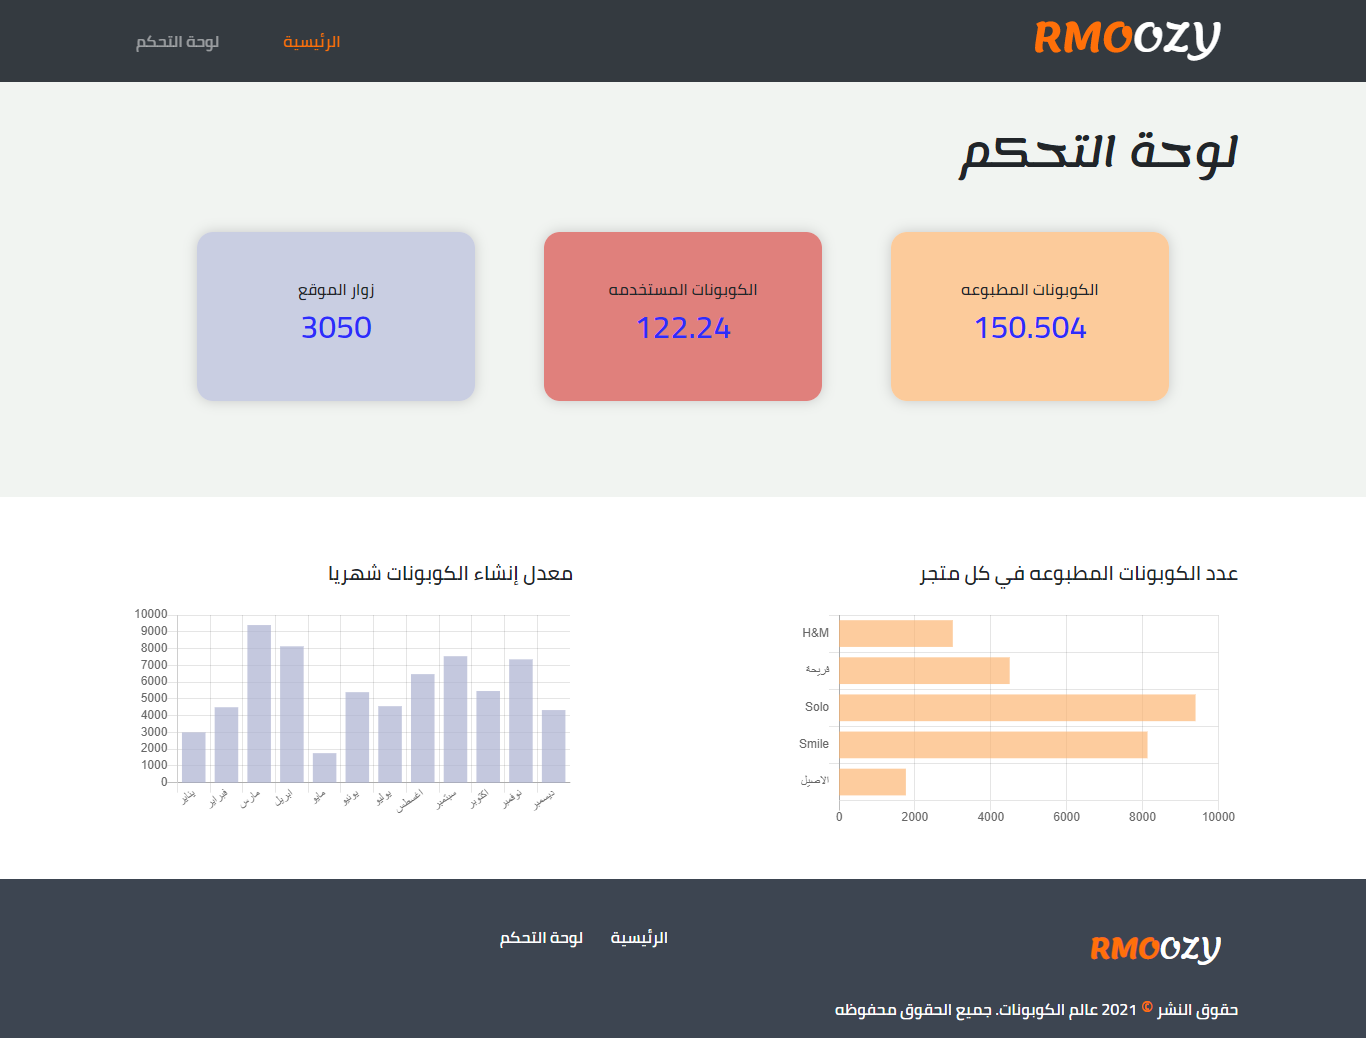 RMOOZY
الرئيسية
لوحة التحكم
لوحة التحكم
الكوبونات المطبوعه
150.504
الكوبونات المستخدمه
122.24
زوار الموقع
3050
عدد الكوبونات المطبوعه في كل متجر
H&M
فريحة
Solo
Smile
الاصيل
0 2000 4000 6000 8000 10000
معدل إنشاء الكوبونات شهريا
10000
9000
8000
7000
6000
5000
4000
3000
2000
1000
0
يناير فبراير مارس ابريل مايو يونيو يوليو اغسطس سبتمبر اكتوبر نوفمبر ديسمبر
RMOOZY
الرئيسية
لوحة التحكم
حقوق النشر © 2021 عالم الكوبونات. جميع الحقوق محفوظه